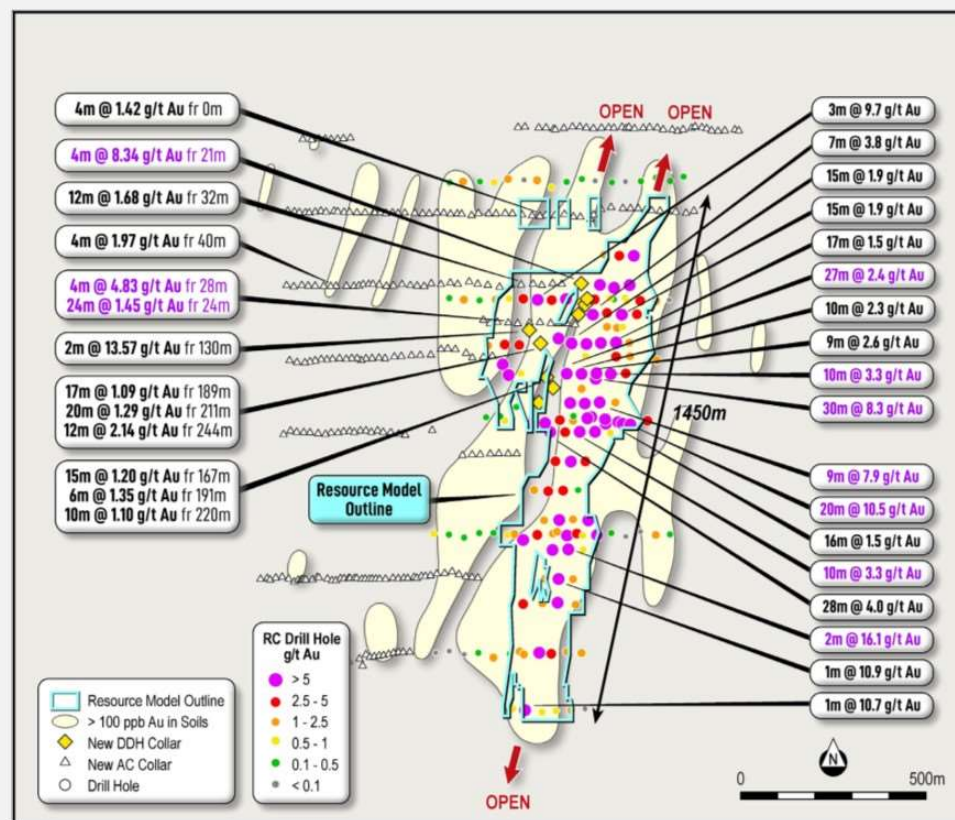 4m @ 1.42 g/t Au fr 0m
4m @ 8.34 g/t Au fr 21m
12m @ 1.68 g/t Au fr 32m
4m @ 1.97 g/t Au fr 40m
4m @ 4.83 g/t Au fr 28m
24m @ 1.45 g/t Au fr 24m
2m @ 13.57 g/t Au fr 130m
17m @ 1.09 g/t Au fr 189m
20m @ 1.29 g/t Au fr 211m
12m @ 2.14 g/t Au fr 244m
15m @ 1.20 g/t Au fr 167m
6m @ 1.35 g/t Au fr 191m
10m @ 1.10 g/t Au fr 220m
OPEN
OPEN
3m @ 9.7 g/t Au
7m @ 3.8 g/t Au
15m @ 1.9 g/t Au
15m @ 1.9 g/t Au
17m @ 1.5 g/t Au
27m @ 2.4 g/t Au
10m @ 2.3 g/t Au
9m @ 2.6 g/t Au
10m @ 3.3 g/t Au
30m @ 8.3 g/t Au
1450m
9m @ 7.9 g/t Au
20m @ 10.5 g/t Au
16m @ 1.5 g/t Au
10m @ 3.3 g/t Au
28m @ 4.0 g/t Au
2m @ 16.1 g/t Au
1m @ 10.9 g/t Au
1m @ 10.7 g/t Au
Resource Model
Outline
Resource Model Outline
> 100 ppb Au in Soils
New DDH Collar
New AC Collar
Drill Hole
RC Drill Hole
g/t Au
> 5
2.5 - 5
1 - 2.5
0.5 - 1
0.1 - 0.5
< 0.1
OPEN
N
0
500m